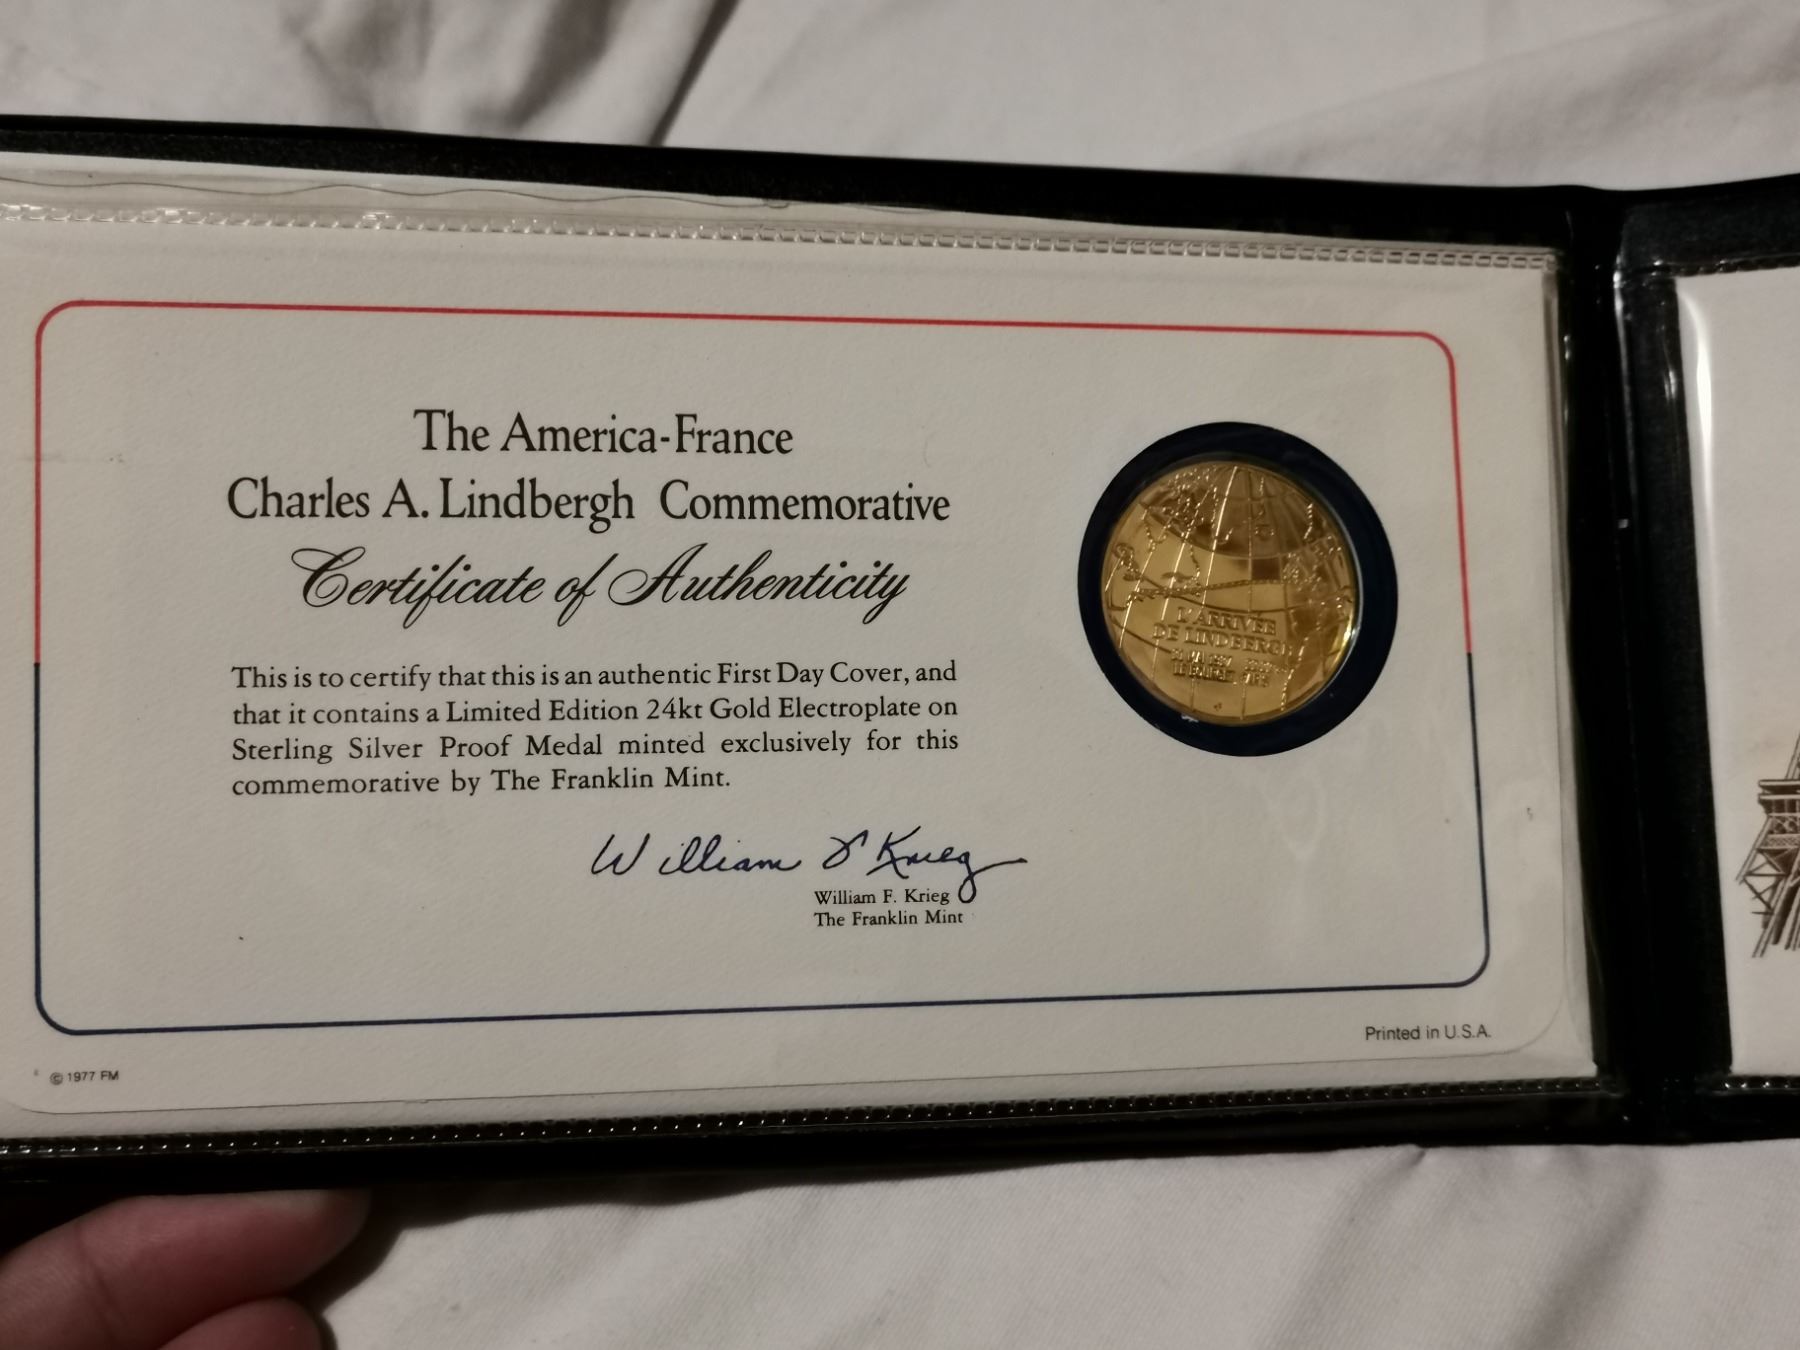 The America-France
Charles A. Lindbergh Commemorative
Certificate of Authenticity
This is to certify that this is an authentic First Day Cover, and
that it contains a Limited Edition 24kt Gold Electroplate on
Sterling Silver Proof Medal minted exclusively for this
commemorative by The Franklin Mint.
William F Krieg
William F. Krieg
The Franklin Mint
L'ARRIVÉE
DE LINDBERGH
Printed in U.S.A.
© 1977 FM